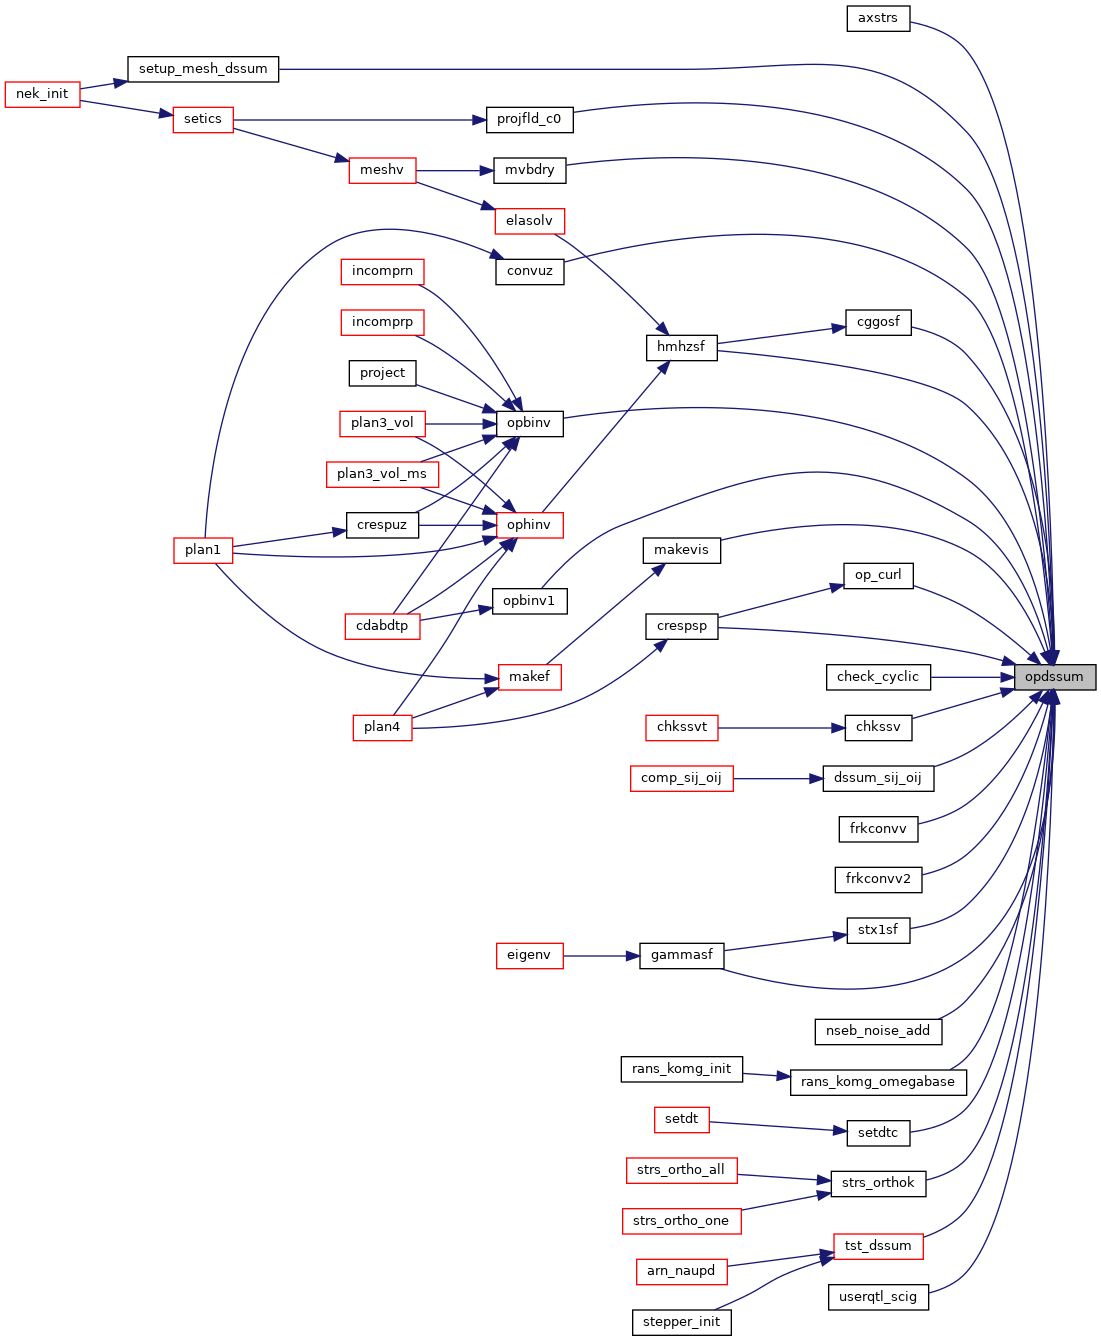 axstrs
setup_mesh_dssum
nek_init
setics
projfld_c0
meshv
mvbdry
elasolv
convuz
incomprn
incomprp
cggosf
hmhzsf
project
plan3_vol
opbinv
plan3_vol_ms
crespuz
ophinv
plan1
makevis
op_curl
opbinv1
cdabdtp
crespsp
makef
check_cyclic
opdssum
plan4
chkssvt
chkssv
comp_sij_oij
dssum_sij_oij
frkconvv
frkconvv2
stx1sf
eigenv
gammasf
nseb_noise_add
rans_komg_init
rans_komg_omegabase
setdt
setdtc
strs_ortho_all
strs_orthok
strs_ortho_one
tst_dssum
arn_naupd
userqtl_scig
stepper_init